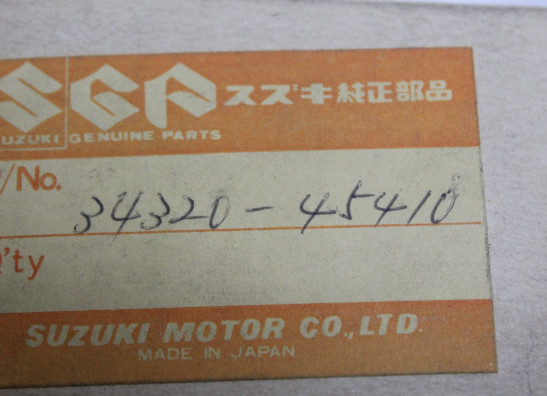 SGP スズキ純正部品
SUZUKI GENUINE PARTS
/No.
34320-45410
Q'ty
SUZUKI MOTOR CO., LTD.
MADE IN JAPAN